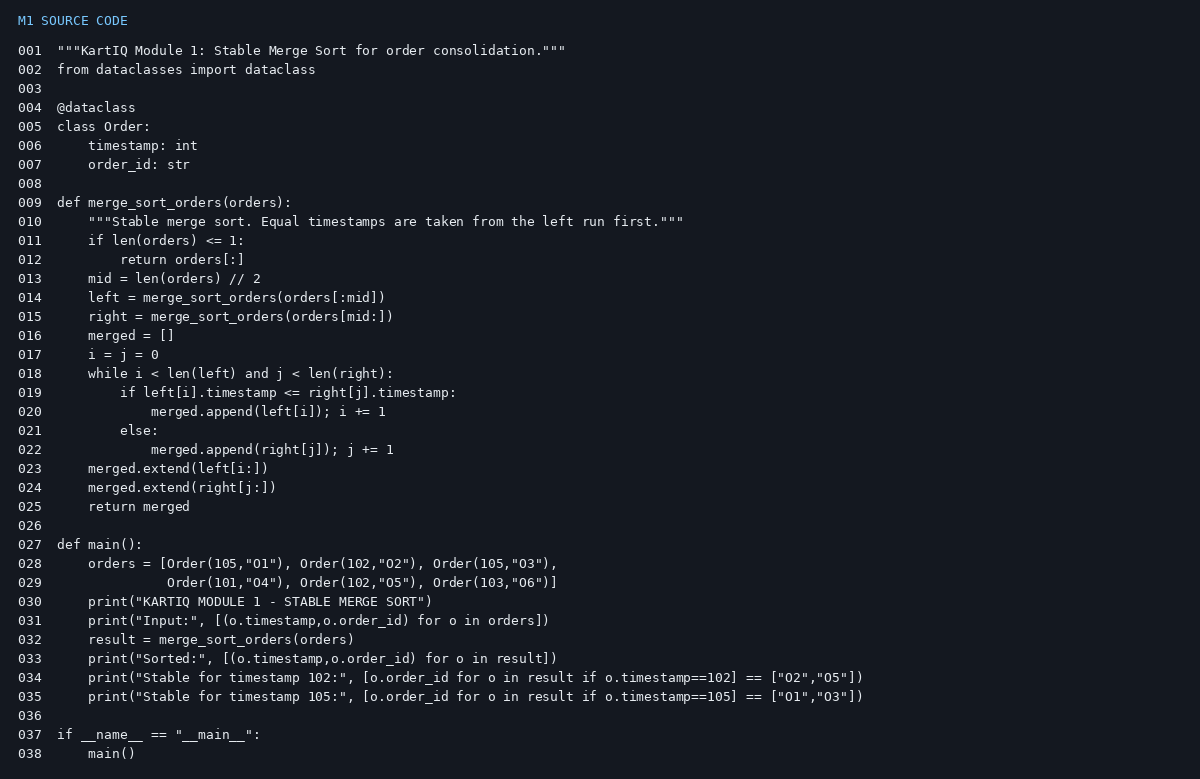 M1 SOURCE CODE
001  """KartIQ Module 1: Stable Merge Sort for order consolidation."""
002  from dataclasses import dataclass
003
004  @dataclass
005  class Order:
006      timestamp: int
007      order_id: str
008
009  def merge_sort_orders(orders):
010      """Stable merge sort. Equal timestamps are taken from the left run first."""
011      if len(orders) <= 1:
012          return orders[:]
013      mid = len(orders) // 2
014      left = merge_sort_orders(orders[:mid])
015      right = merge_sort_orders(orders[mid:])
016      merged = []
017      i = j = 0
018      while i < len(left) and j < len(right):
019          if left[i].timestamp <= right[j].timestamp:
020              merged.append(left[i]); i += 1
021          else:
022              merged.append(right[j]); j += 1
023      merged.extend(left[i:])
024      merged.extend(right[j:])
025      return merged
026
027  def main():
028      orders = [Order(105,"O1"), Order(102,"O2"), Order(105,"O3"),
029                Order(101,"O4"), Order(102,"O5"), Order(103,"O6")]
030      print("KARTIQ MODULE 1 - STABLE MERGE SORT")
031      print("Input:", [(o.timestamp,o.order_id) for o in orders])
032      result = merge_sort_orders(orders)
033      print("Sorted:", [(o.timestamp,o.order_id) for o in result])
034      print("Stable for timestamp 102:", [o.order_id for o in result if o.timestamp==102] == ["O2","O5"])
035      print("Stable for timestamp 105:", [o.order_id for o in result if o.timestamp==105] == ["O1","O3"])
036
037  if __name__ == "__main__":
038      main()